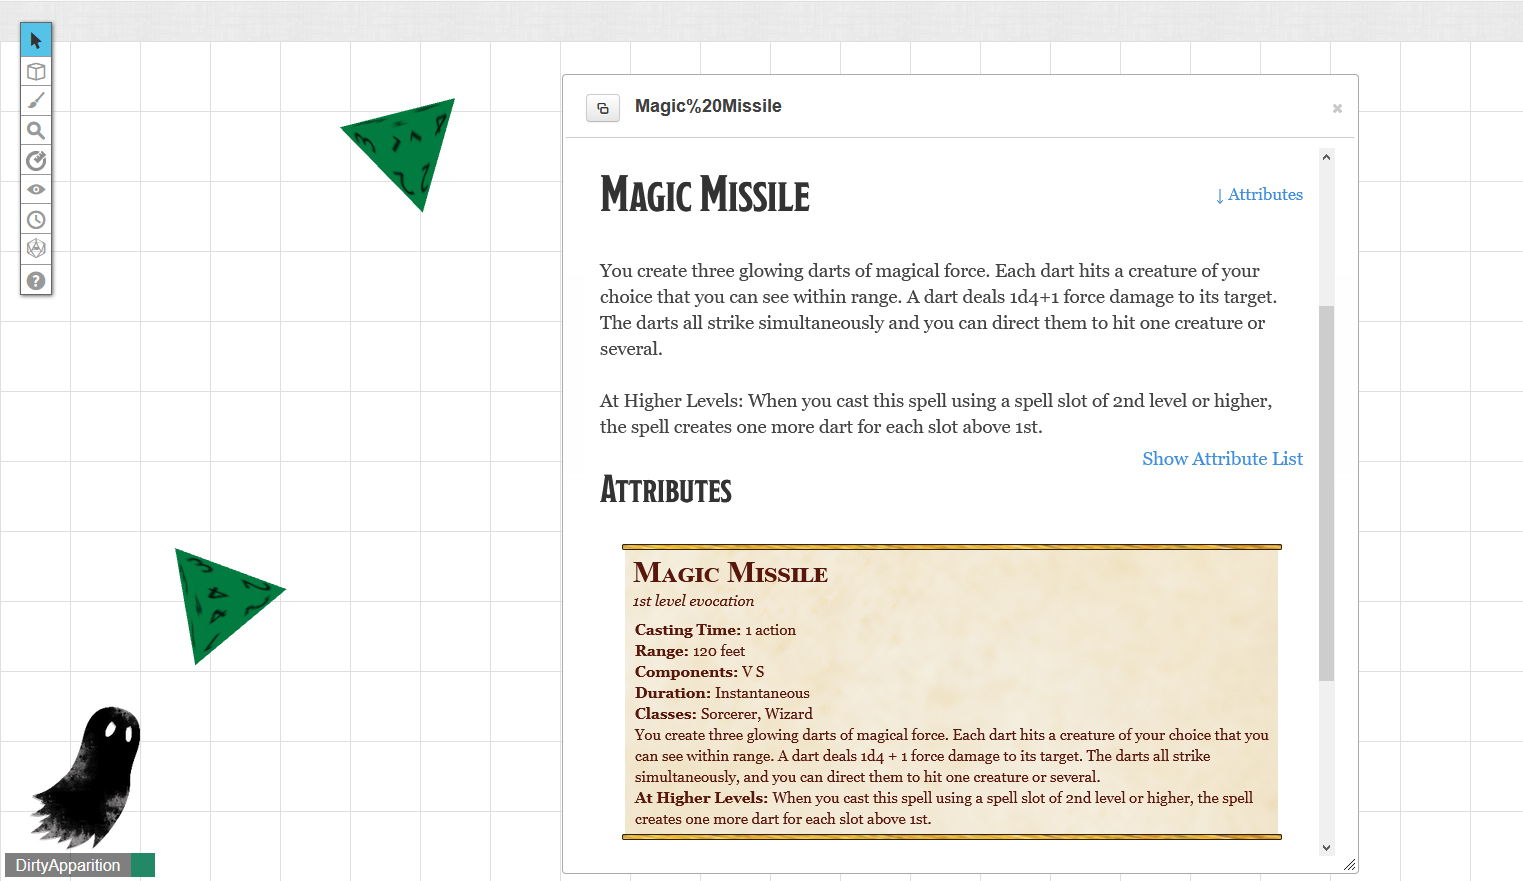 Magic%20Missile
×
MAGIC MISSILE
↓ Attributes
You create three glowing darts of magical force. Each dart hits a creature of your
choice that you can see within range. A dart deals 1d4+1 force damage to its target.
The darts all strike simultaneously and you can direct them to hit one creature or
several.
At Higher Levels: When you cast this spell using a spell slot of 2nd level or higher,
the spell creates one more dart for each slot above 1st.
Show Attribute List
ATTRIBUTES
MAGIC MISSILE
1st level evocation
Casting Time: 1 action
Range: 120 feet
Components: V S
Duration: Instantaneous
Classes: Sorcerer, Wizard
You create three glowing darts of magical force. Each dart hits a creature of your choice that you
can see within range. A dart deals 1d4 + 1 force damage to its target. The darts all strike
simultaneously, and you can direct them to hit one creature or several.
At Higher Levels: When you cast this spell using a spell slot of 2nd level or higher, the spell
creates one more dart for each slot above 1st.
DirtyApparition